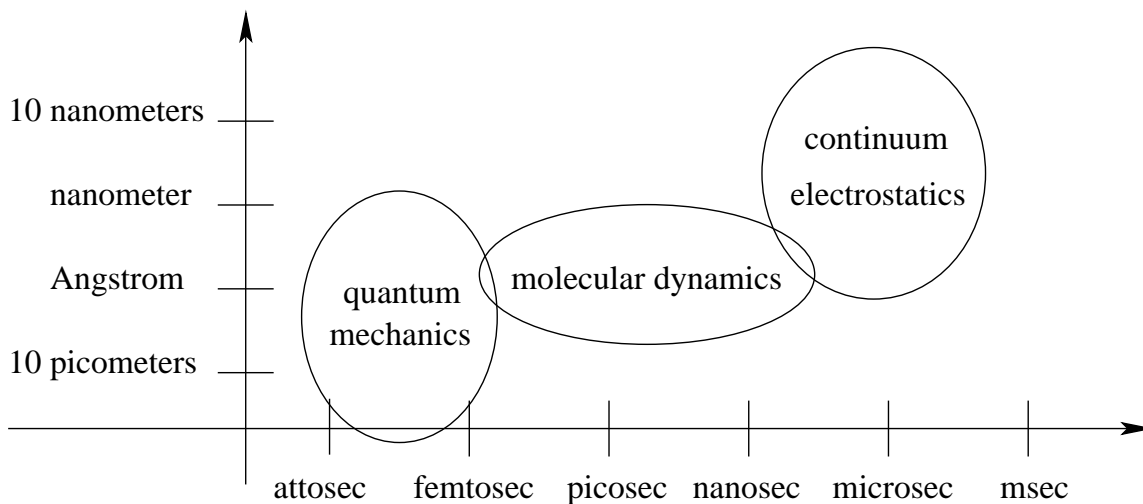 10 nanometers
nanometer
Angstrom
10 picometers
quantum
mechanics
molecular dynamics
continuum
electrostatics
attosec femtosec picosec nanosec microsec msec